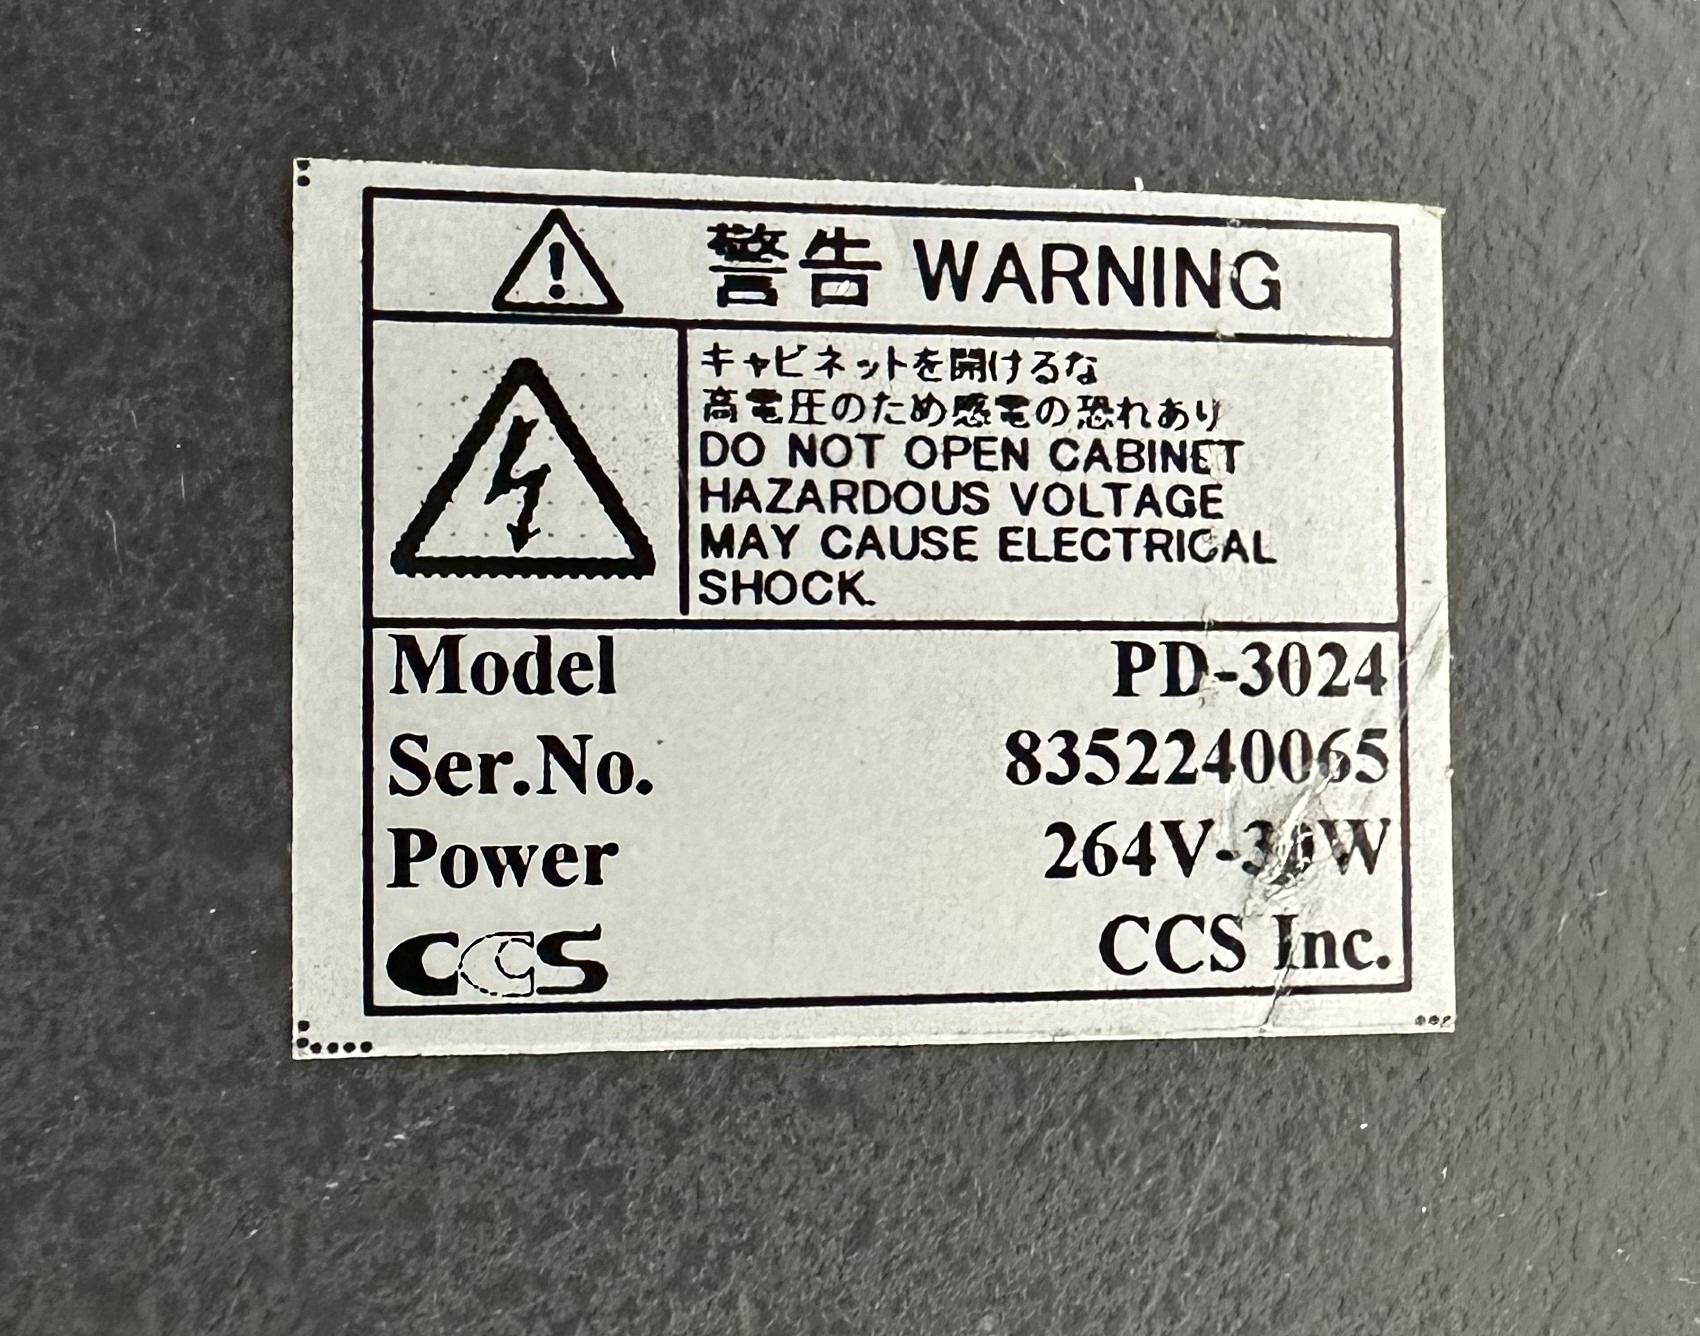 警告 WARNING
キャビネットを開けるな
高電圧のため感電の恐れあり
DO NOT OPEN CABINET
HAZARDOUS VOLTAGE
MAY CAUSE ELECTRICAL
SHOCK.
Model PD-3024
Ser.No. 8352240065
Power 264V-30W
CCS CCS Inc.